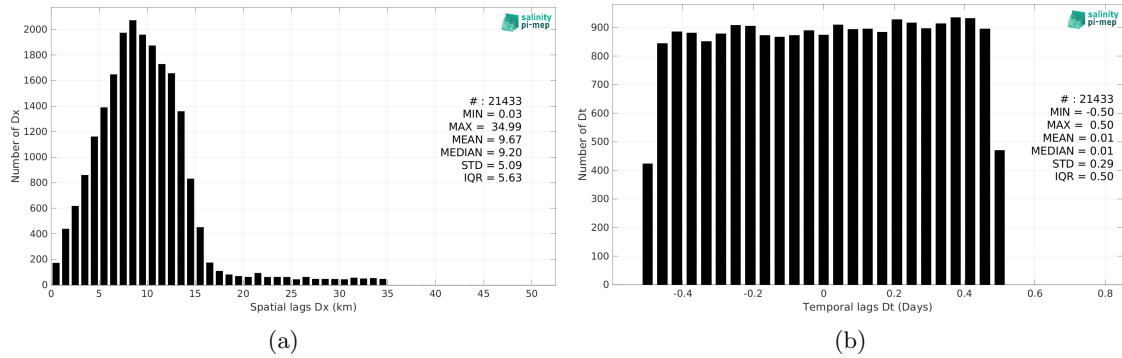 2000
1800
1600
1400
1200
1000
800
600
400
200
0
Number of Dx
0 5 10 15 20 25 30 35 40 45 50
Spatial lags Dx (km)
salinity
pi-mep
# : 21433
MIN = 0.03
MAX = 34.99
MEAN = 9.67
MEDIAN = 9.20
STD = 5.09
IQR = 5.63
(a)
900
800
700
600
500
400
300
200
100
0
Number of Dt
-0.4 -0.2 0 0.2 0.4 0.6 0.8
Temporal lags Dt (Days)
salinity
pi-mep
# : 21433
MIN = -0.50
MAX = 0.50
MEAN = 0.01
MEDIAN = 0.01
STD = 0.29
IQR = 0.50
(b)